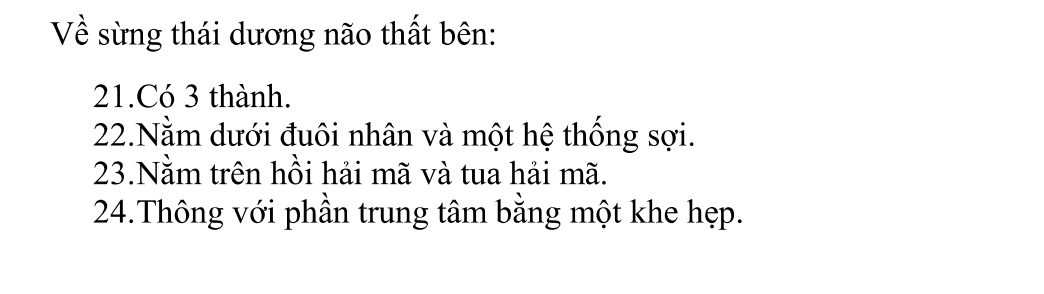 Về sừng thái dương não thất bên:
21.Có 3 thành.
22.Nằm dưới đuôi nhân và một hệ thống sợi.
23.Nằm trên hồi hải mã và tua hải mã.
24.Thông với phần trung tâm bằng một khe hẹp.